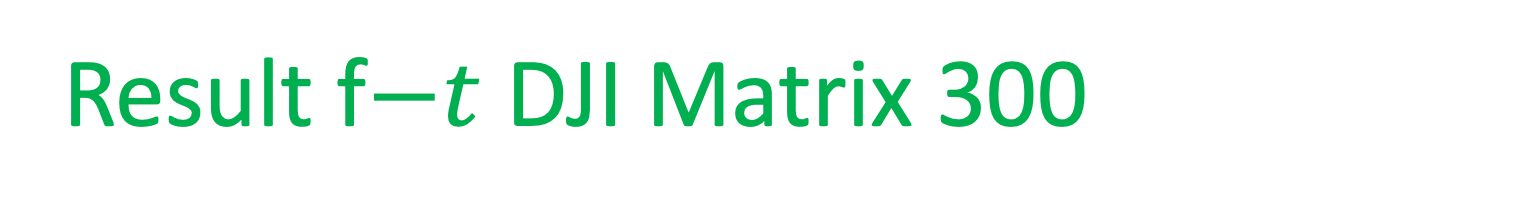 Result f−t DJI Matrix 300